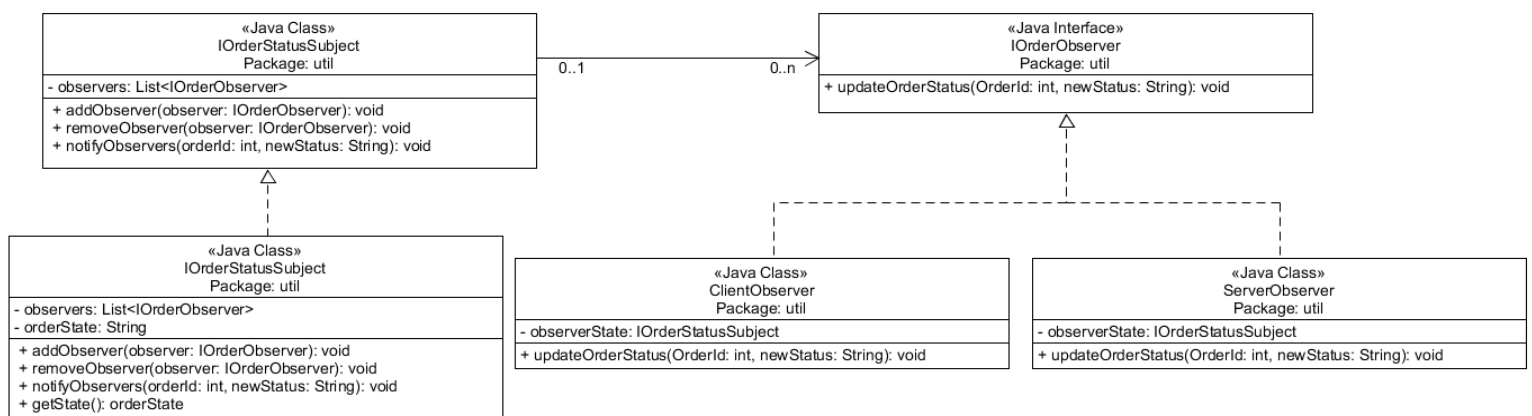 «Java Class»
IOrderStatusSubject
Package: util
- observers: List<IOrderObserver>
+ addObserver(observer: IOrderObserver): void
+ removeObserver(observer: IOrderObserver): void
+ notifyObservers(orderId: int, newStatus: String): void
0..1
0..n
«Java Interface»
IOrderObserver
Package: util
+ updateOrderStatus(OrderId: int, newStatus: String): void
«Java Class»
IOrderStatusSubject
Package: util
- observers: List<IOrderObserver>
- orderState: String
+ addObserver(observer: IOrderObserver): void
+ removeObserver(observer: IOrderObserver): void
+ notifyObservers(orderId: int, newStatus: String): void
+ getState(): orderState
«Java Class»
ClientObserver
Package: util
- observerState: IOrderStatusSubject
+ updateOrderStatus(OrderId: int, newStatus: String): void
«Java Class»
ServerObserver
Package: util
- observerState: IOrderStatusSubject
+ updateOrderStatus(OrderId: int, newStatus: String): void